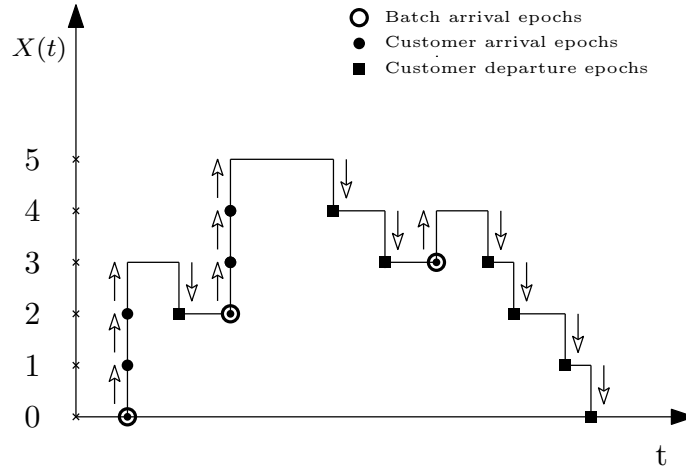 Batch arrival epochs
X(t)
Customer arrival epochs
Customer departure epochs
5
4
3
2
1
0
t